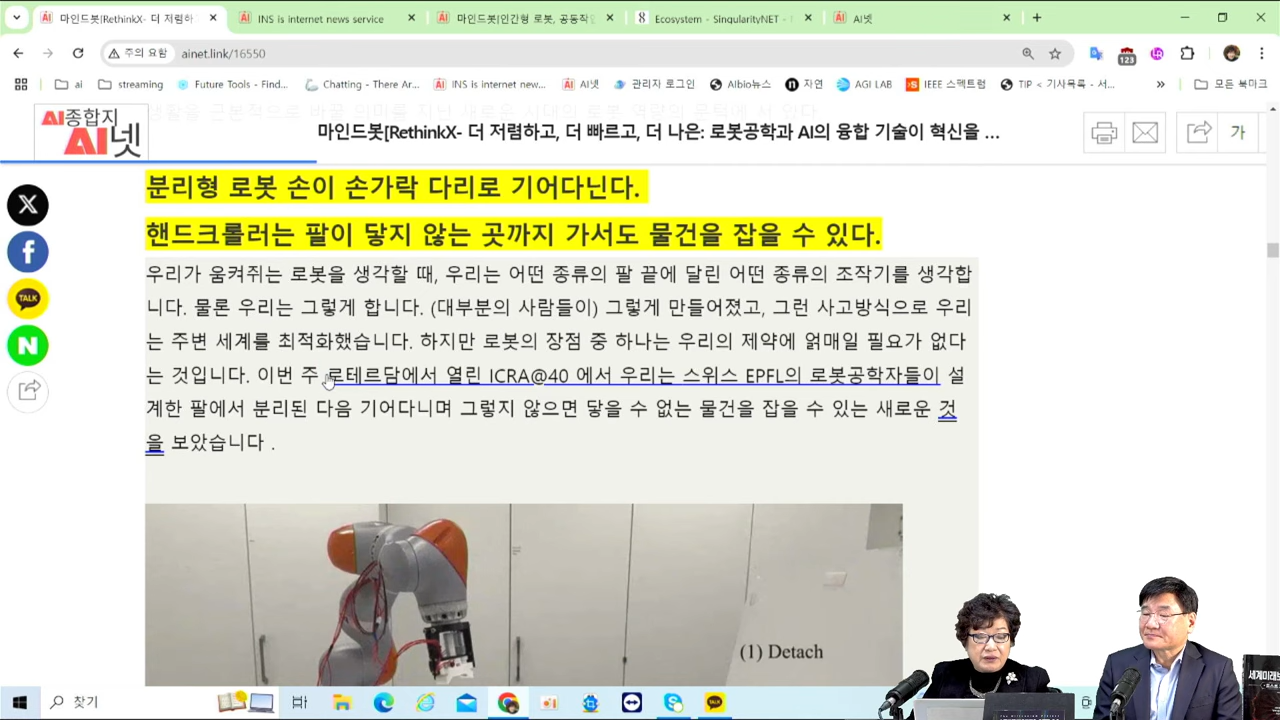 마인드봇[RethinkX- 더 저렴하
INS is internet news service
마인드봇[인간형 로봇, 공동작업
Ecosystem - SingularityNET -
AI넷
주의 요함
ainet.link/16550
123
ai
streaming
Future Tools - Find...
Chatting - There Ar...
INS is internet new...
AI넷
관리자 로그인
Albio뉴스
자연
AGI LAB
IEEE 스펙트럼
TIP < 기사목록 - 서...
모든 북마크
AI종합지
AI넷
마인드봇[RethinkX- 더 저렴하고, 더 빠르고, 더 나은: 로봇공학과 AI의 융합 기술이 혁신을 ...
가
분리형 로봇 손이 손가락 다리로 기어다닌다.
핸드크롤러는 팔이 닿지 않는 곳까지 가서도 물건을 잡을 수 있다.
우리가 움켜쥐는 로봇을 생각할 때, 우리는 어떤 종류의 팔 끝에 달린 어떤 종류의 조작기를 생각합
니다. 물론 우리는 그렇게 합니다. (대부분의 사람들이) 그렇게 만들어졌고, 그런 사고방식으로 우리
는 주변 세계를 최적화했습니다. 하지만 로봇의 장점 중 하나는 우리의 제약에 얽매일 필요가 없다
는 것입니다. 이번 주 로테르담에서 열린 ICRA@40 에서 우리는 스위스 EPFL의 로봇공학자들이 설
계한 팔에서 분리된 다음 기어다니며 그렇지 않으면 닿을 수 없는 물건을 잡을 수 있는 새로운 것
을 보았습니다 .
TALK
N
(1) Detach
찾기
TALK
세계미래보